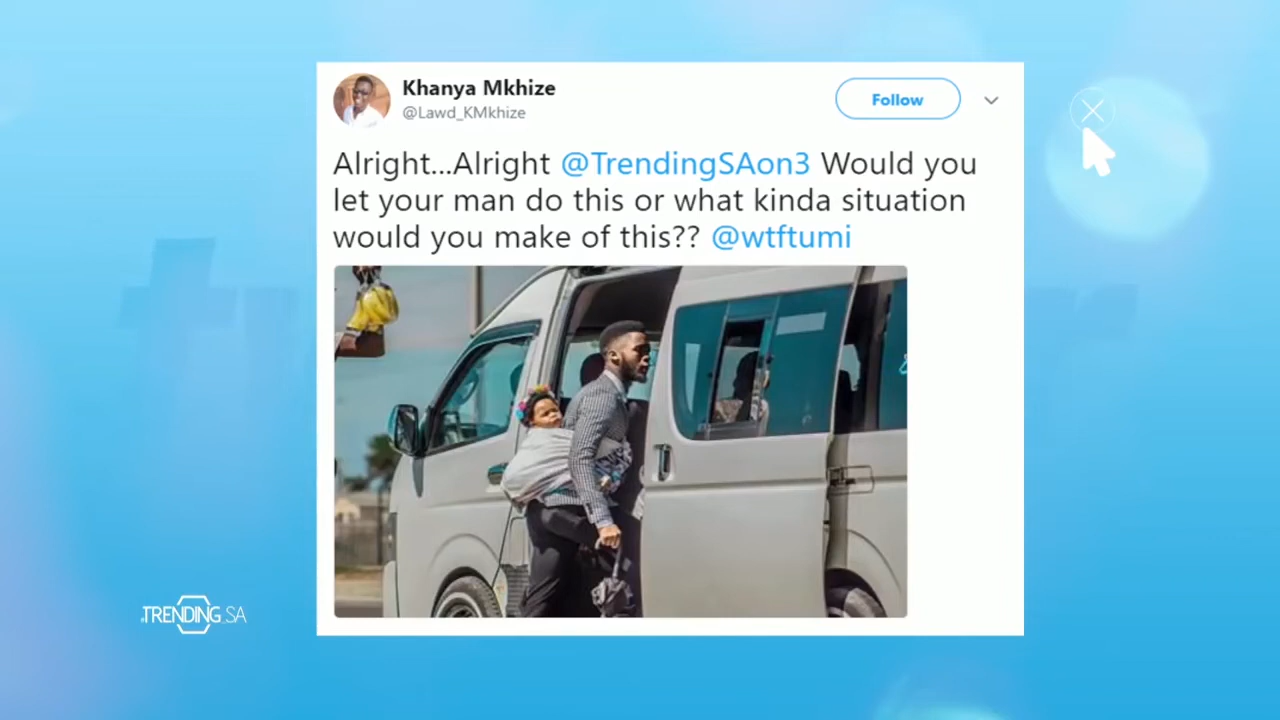 Khanya Mkhize
@Lawd_KMkhize
Follow
Alright...Alright @TrendingSAon3 Would you
let your man do this or what kinda situation
would you make of this?? @wtftumi
TRENDING SA